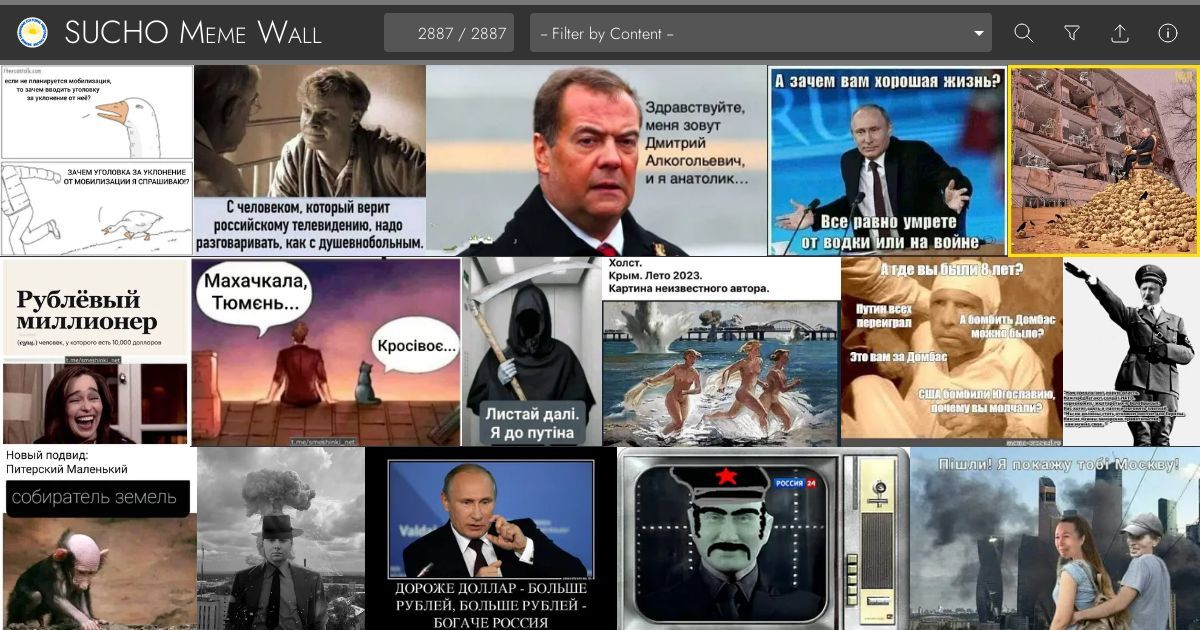 SUCHO MEME WALL
2887 / 2887
– Filter by Content –
если не планируется мобилизация,
то зачем вводить уголовку
за уклонение от неё?
ЗАЧЕМ УГОЛОВКА ЗА УКЛОНЕНИЕ
ОТ МОБИЛИЗАЦИИ Я СПРАШИВАЮ!?
С человеком, который верит
российскому телевидению, надо
разговаривать, как с душевнобольным.
Здравствуйте,
меня зовут
Дмитрий
Алкогольевич,
и я анатолик...
А зачем вам хорошая жизнь?
Все равно умрете
от водки или на войне
Рублёвый
миллионер
(сущ.) человек, у которого есть 10,000 долларов
t.me/smeshinki_net
Махачкала,
Тюмєнь...
Кросівоє...
t.me/smeshinki_net
Листай далі.
Я до путіна
Холст.
Крым. Лето 2023.
Картина неизвестного автора.
А где вы были 8 лет?
Путин всех
переиграл
А бомбить Домбас
можно было?
Это вам за Домбас
США бомбили Югославию,
почему вы молчали?
Новый подвид:
Питерский Маленький
собиратель земель
Valdai
ДОРОЖЕ ДОЛЛАР - БОЛЬШЕ
РУБЛЕЙ, БОЛЬШЕ РУБЛЕЙ -
БОГАЧЕ РОССИЯ
РОССИЯ 24
Пішли! Я покажу тобі Москву!